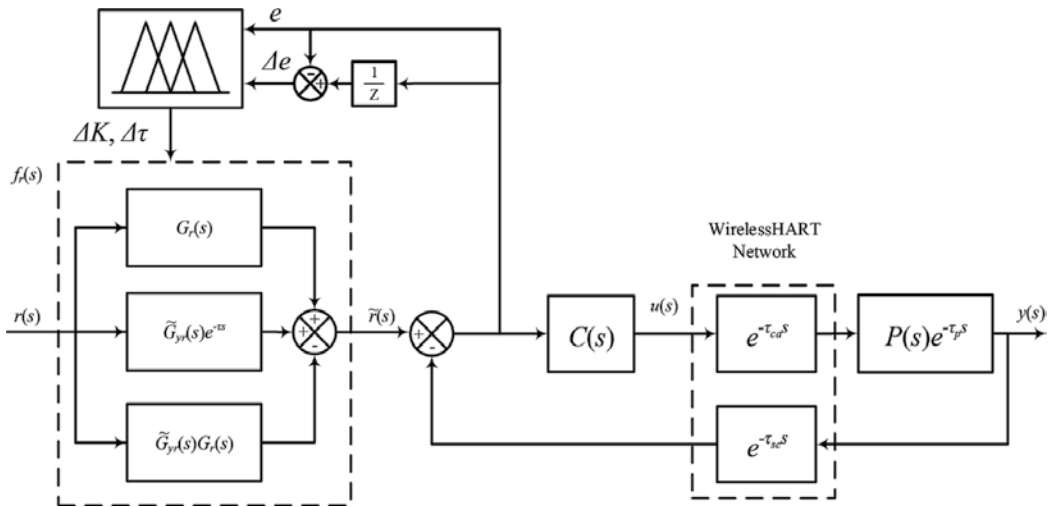 e
Δe
- +
1/Z
ΔK, Δτ
f_r(s)
G_r(s)
WirelessHART
Network
r(s)
G̃_yr(s)e^-τs
+ + -
r̃(s)
+ -
C(s)
u(s)
e^-τ_ca s
P(s)e^-τ_p s
y(s)
G̃_yr(s)G_r(s)
e^-τ_sc s